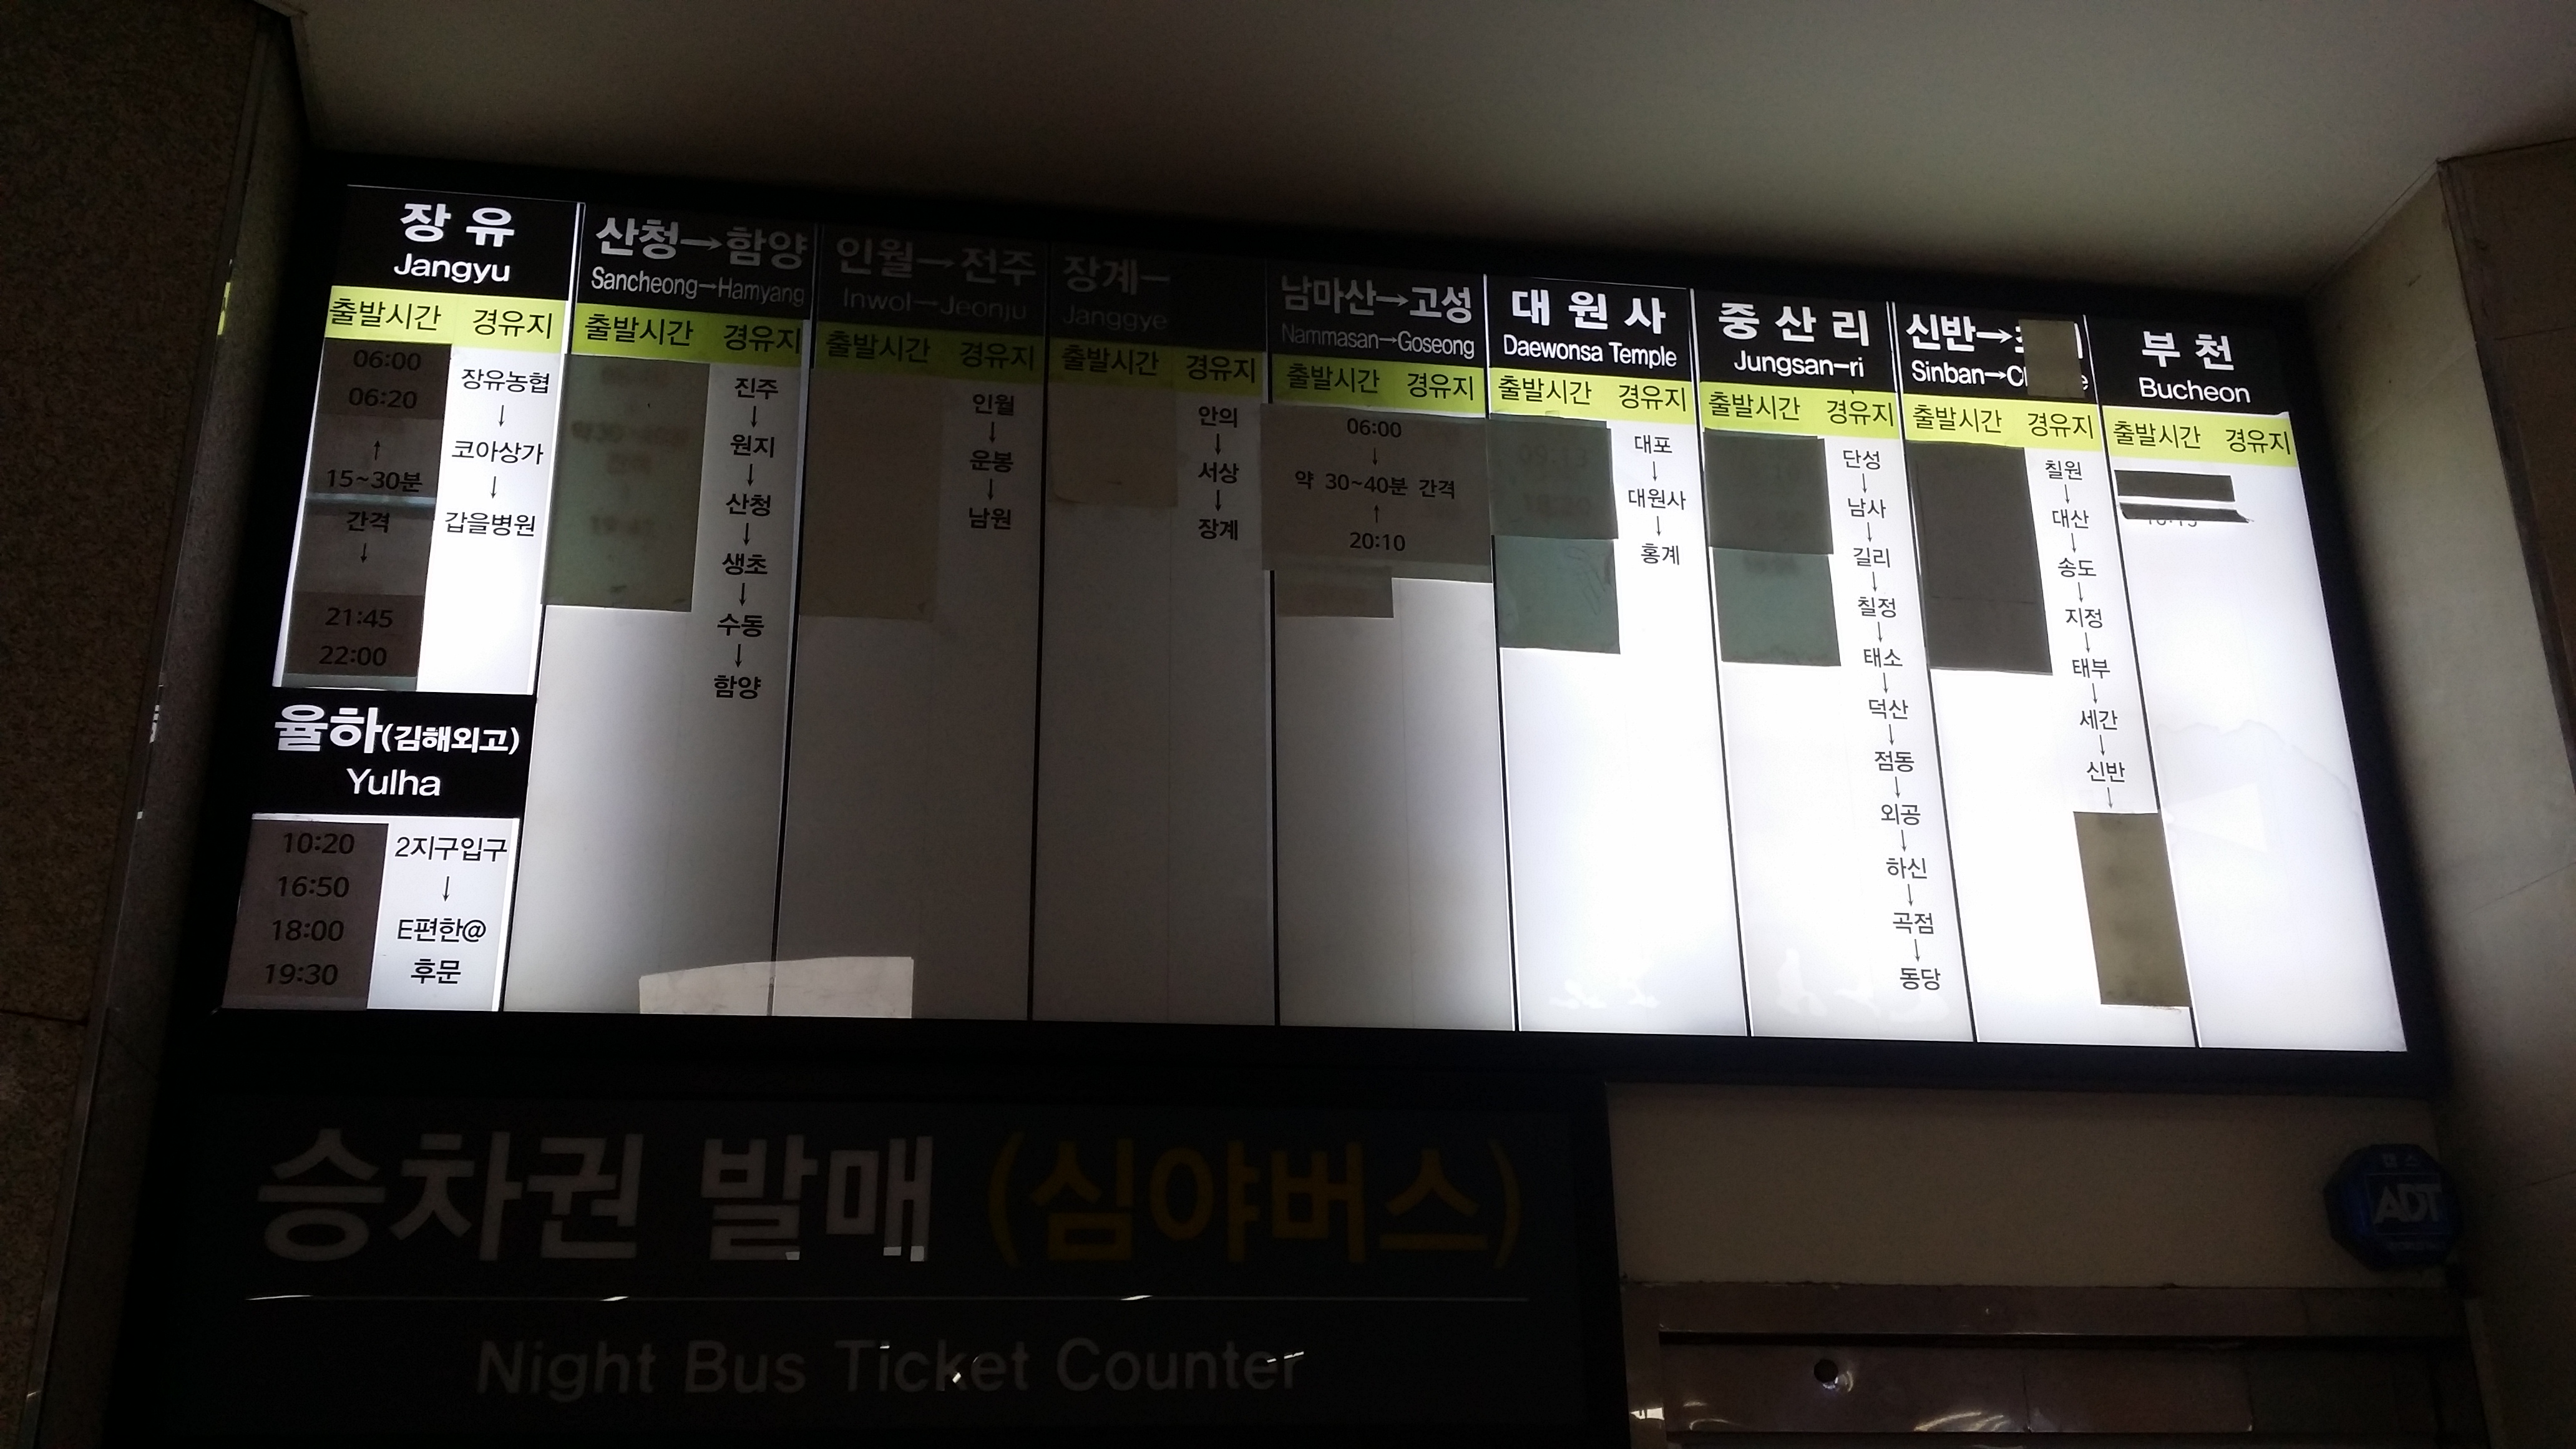 장유
Jangyu
출발시간 경유지
06:00
06:20
↑
15~30분
간격
↓
21:45
22:00
장유농협
↓
코아상가
↓
갑을병원
율하(김해외고)
Yulha
10:20
16:50
18:00
19:30
2지구입구
↓
E편한@
후문
산청→함양
Sancheong→Hamyang
출발시간 경유지
진주
↓
원지
↓
산청
↓
생초
↓
수동
↓
함양
인월→전주
Inwol→Jeonju
출발시간 경유지
인월
↓
운봉
↓
남원
장계→
Janggye
출발시간 경유지
안의
↓
서상
↓
장계
남마산→고성
Nammasan→Goseong
출발시간 경유지
06:00
↓
약 30~40분 간격
↑
20:10
대원사
Daewonsa Temple
출발시간 경유지
대포
↓
대원사
↓
홍계
중산리
Jungsan-ri
출발시간 경유지
단성
↓
남사
↓
길리
↓
칠정
↓
태소
↓
덕산
↓
점동
↓
외공
↓
하신
↓
곡점
↓
동당
신반→
Sinban→
출발시간 경유지
칠원
↓
대산
↓
송도
↓
지정
↓
태부
↓
세간
↓
신반
↓
부천
Bucheon
출발시간 경유지
승차권 발매 (심야버스)
Night Bus Ticket Counter
캡스
ADT